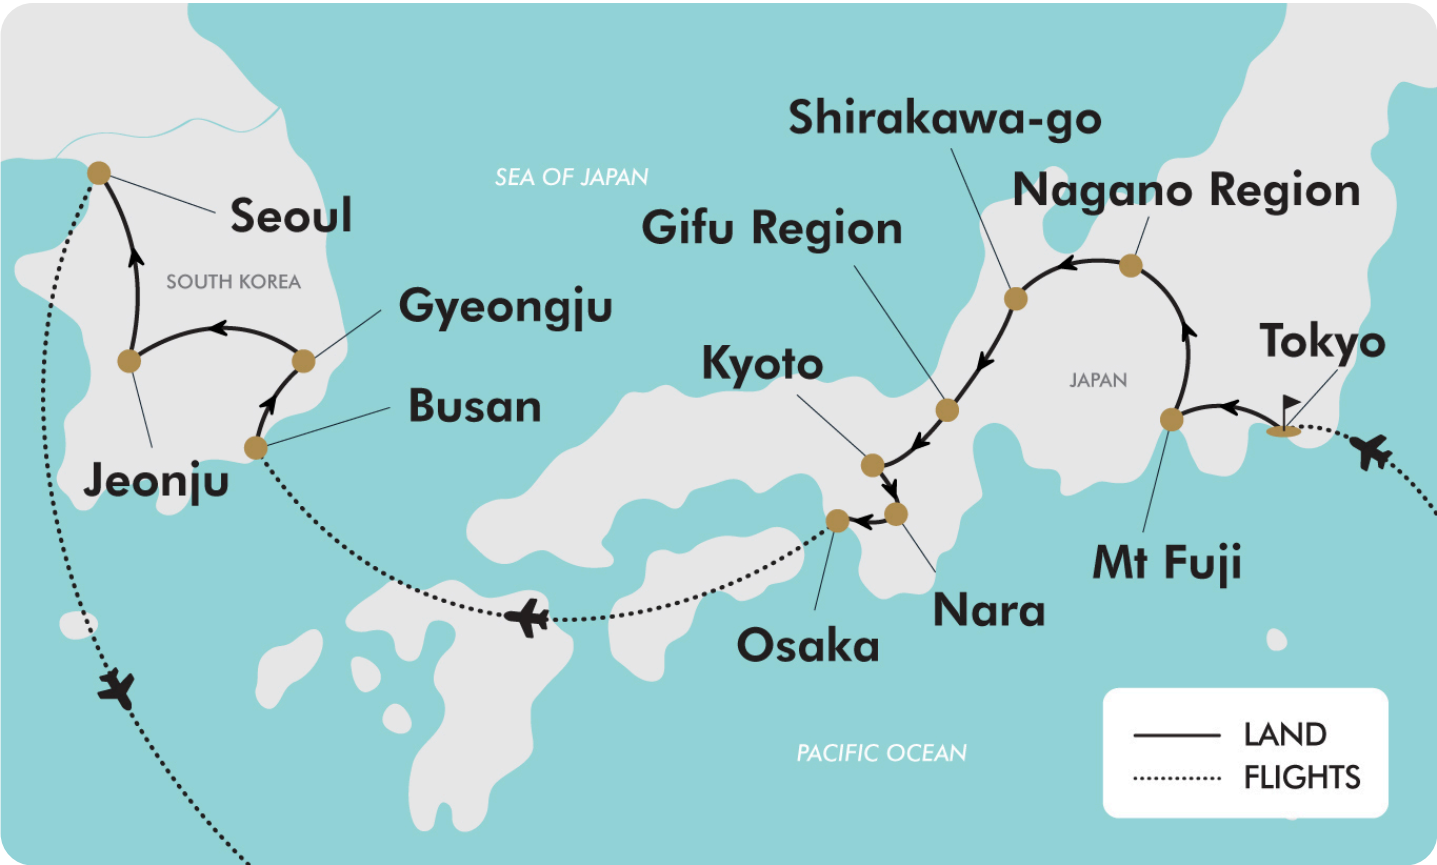 Shirakawa-go
SEA OF JAPAN
Nagano Region
Seoul
Gifu Region
SOUTH KOREA
Gyeongju
Tokyo
Kyoto
JAPAN
Busan
Jeonju
Mt Fuji
Nara
Osaka
PACIFIC OCEAN
LAND
FLIGHTS